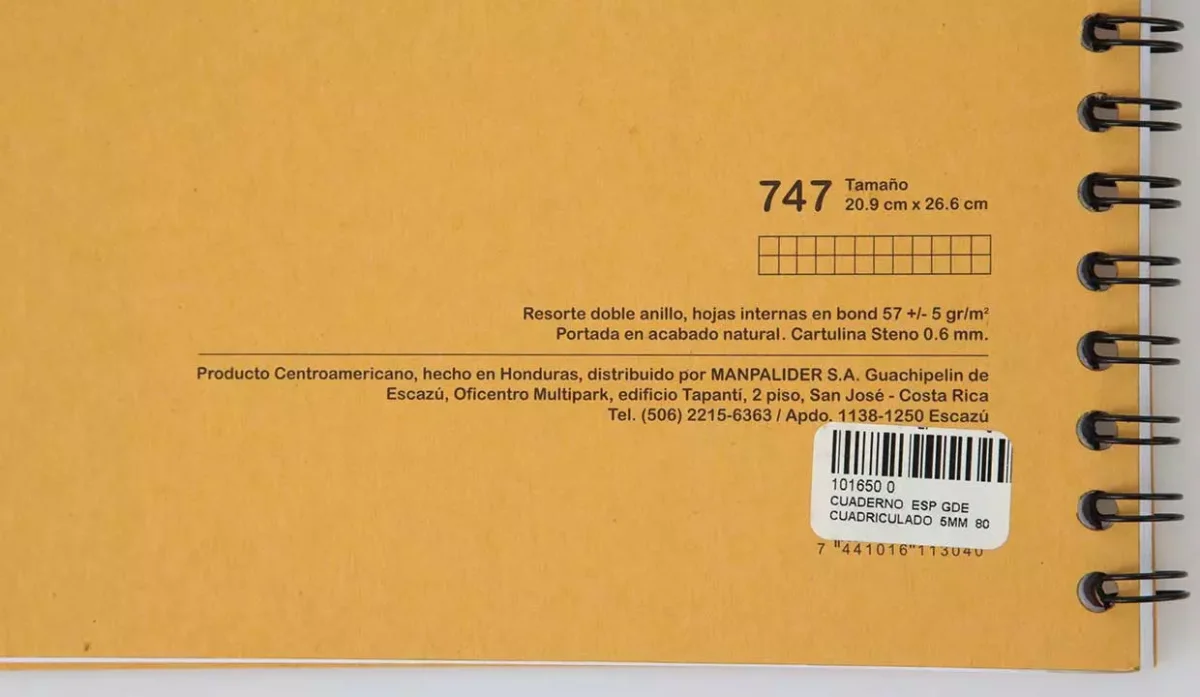 747
Tamaño
20.9 cm x 26.6 cm
Resorte doble anillo, hojas internas en bond 57 +/- 5 gr/m²
Portada en acabado natural. Cartulina Steno 0.6 mm.
Producto Centroamericano, hecho en Honduras, distribuido por MANPALIDER S.A. Guachipelin de
Escazú, Oficentro Multipark, edificio Tapantí, 2 piso, San José - Costa Rica
Tel. (506) 2215-6363 / Apdo. 1138-1250 Escazú
101650 0
CUADERNO ESP GDE
CUADRICULADO 5MM 80
7 441016 113040